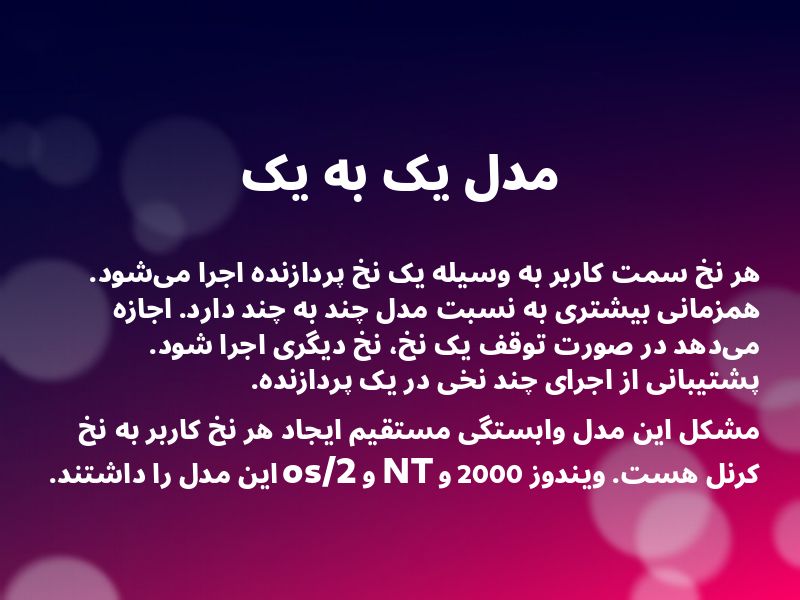 مدل یک به یک
هر نخ سمت کاربر به وسیله یک نخ پردازنده اجرا می‌شود.
همزمانی بیشتری به نسبت مدل چند به چند دارد. اجازه
می‌دهد در صورت توقف یک نخ، نخ دیگری اجرا شود.
پشتیبانی از اجرای چند نخی در یک پردازنده.
مشکل این مدل وابستگی مستقیم ایجاد هر نخ کاربر به نخ
کرنل هست. ویندوز 2000 و NT و os/2 این مدل را داشتند.